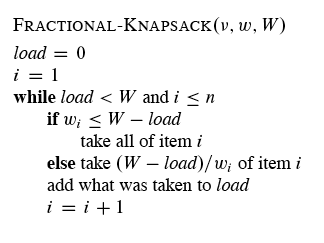 FRACTIONAL-KNAPSACK(v, w, W)
load = 0
i = 1
while load < W and i ≤ n
if wᵢ ≤ W − load
take all of item i
else take (W − load)/wᵢ of item i
add what was taken to load
i = i + 1